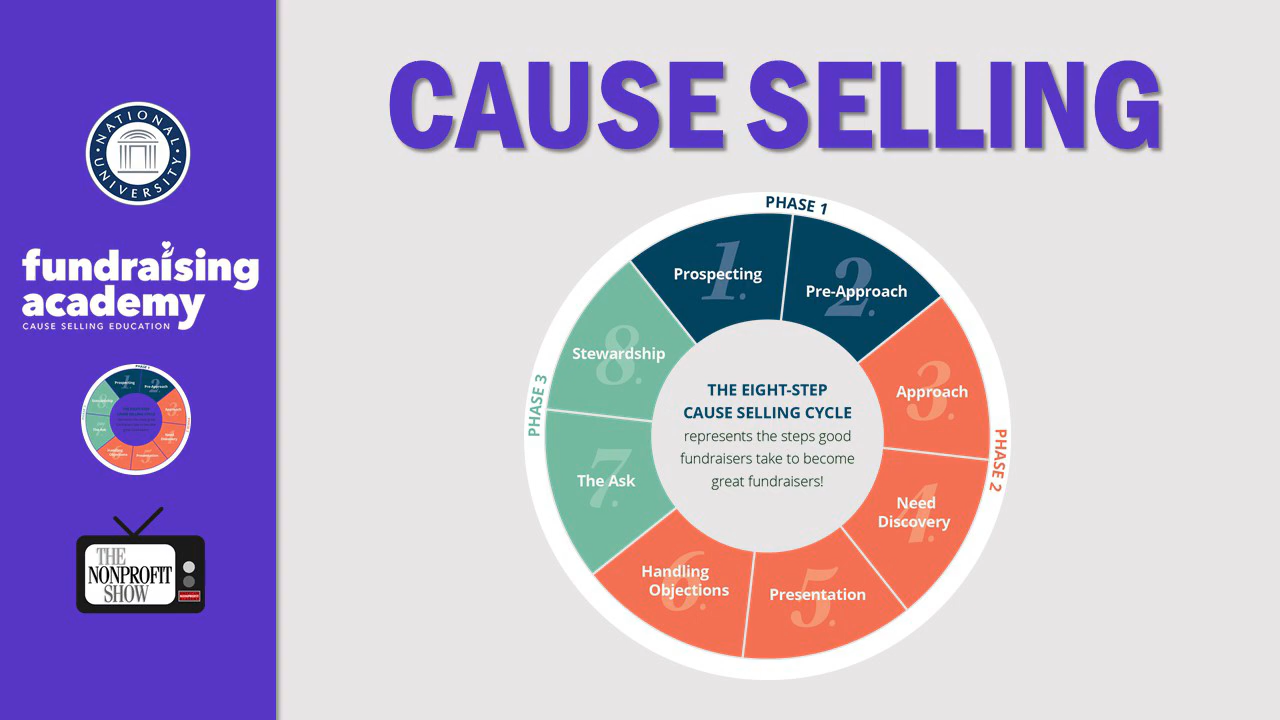 NATIONAL
UNIVERSITY
fundraising
academy
CAUSE SELLING EDUCATION
THE
NONPROFIT
SHOW
CAUSE SELLING
PHASE 1
1.
Prospecting
2.
Pre-Approach
3.
Approach
PHASE 2
4.
Need
Discovery
5.
Presentation
6.
Handling
Objections
7.
The Ask
PHASE 3
8.
Stewardship
THE EIGHT-STEP
CAUSE SELLING CYCLE
represents the steps good
fundraisers take to become
great fundraisers!